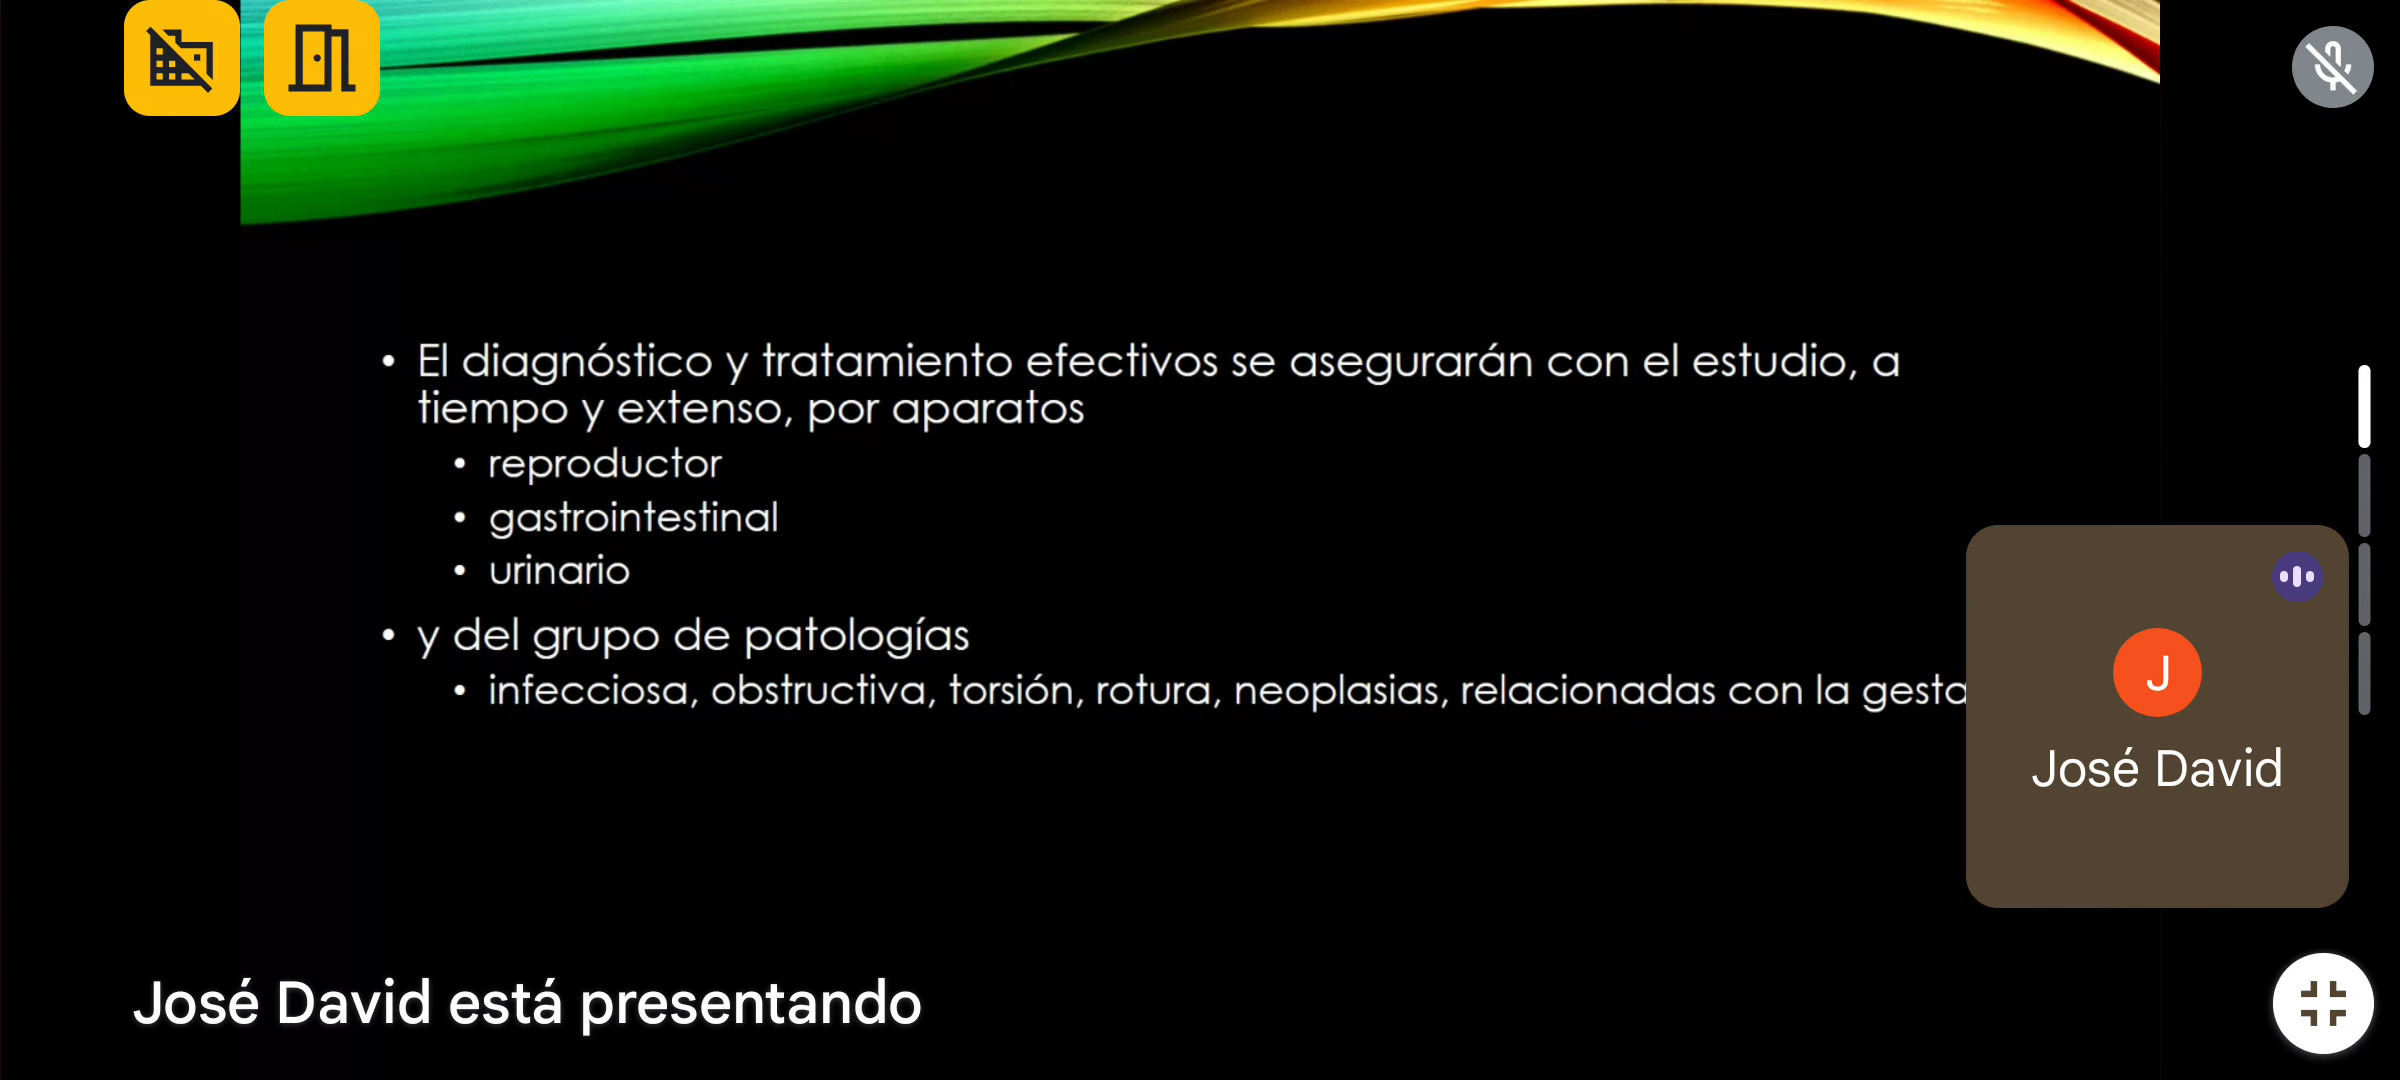 • El diagnóstico y tratamiento efectivos se asegurarán con el estudio, a
tiempo y extenso, por aparatos
• reproductor
• gastrointestinal
• urinario
• y del grupo de patologías
• infecciosa, obstructiva, torsión, rotura, neoplasias, relacionadas con la gesta
J
José David
José David está presentando